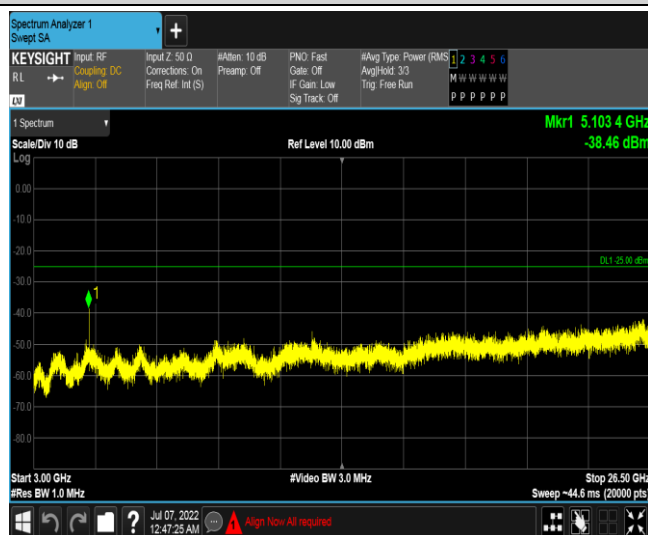 Spectrum Analyzer 1
Swept SA
+
KEYSIGHT Input: RF
RL Coupling: DC
Align: Off
LXI
Input Z: 50 Ω
Corrections: On
Freq Ref: Int (S)
#Atten: 10 dB
Preamp: Off
PNO: Fast
Gate: Off
IF Gain: Low
Sig Track: Off
#Avg Type: Power (RMS
Avg|Hold: 3/3
Trig: Free Run
1 2 3 4 5 6
M W W W W W
P P P P P P
1 Spectrum
Mkr1 5.103 4 GHz
Scale/Div 10 dB
Ref Level 10.00 dBm
-38.46 dBm
Log
0.00
-10.0
-20.0
DL1 -25.00 dBm
-30.0
1
-40.0
-50.0
-60.0
-70.0
-80.0
Start 3.00 GHz
#Video BW 3.0 MHz
Stop 26.50 GHz
#Res BW 1.0 MHz
Sweep ~44.6 ms (20000 pts)
?
Jul 07, 2022
12:47:25 AM
Align Now All required